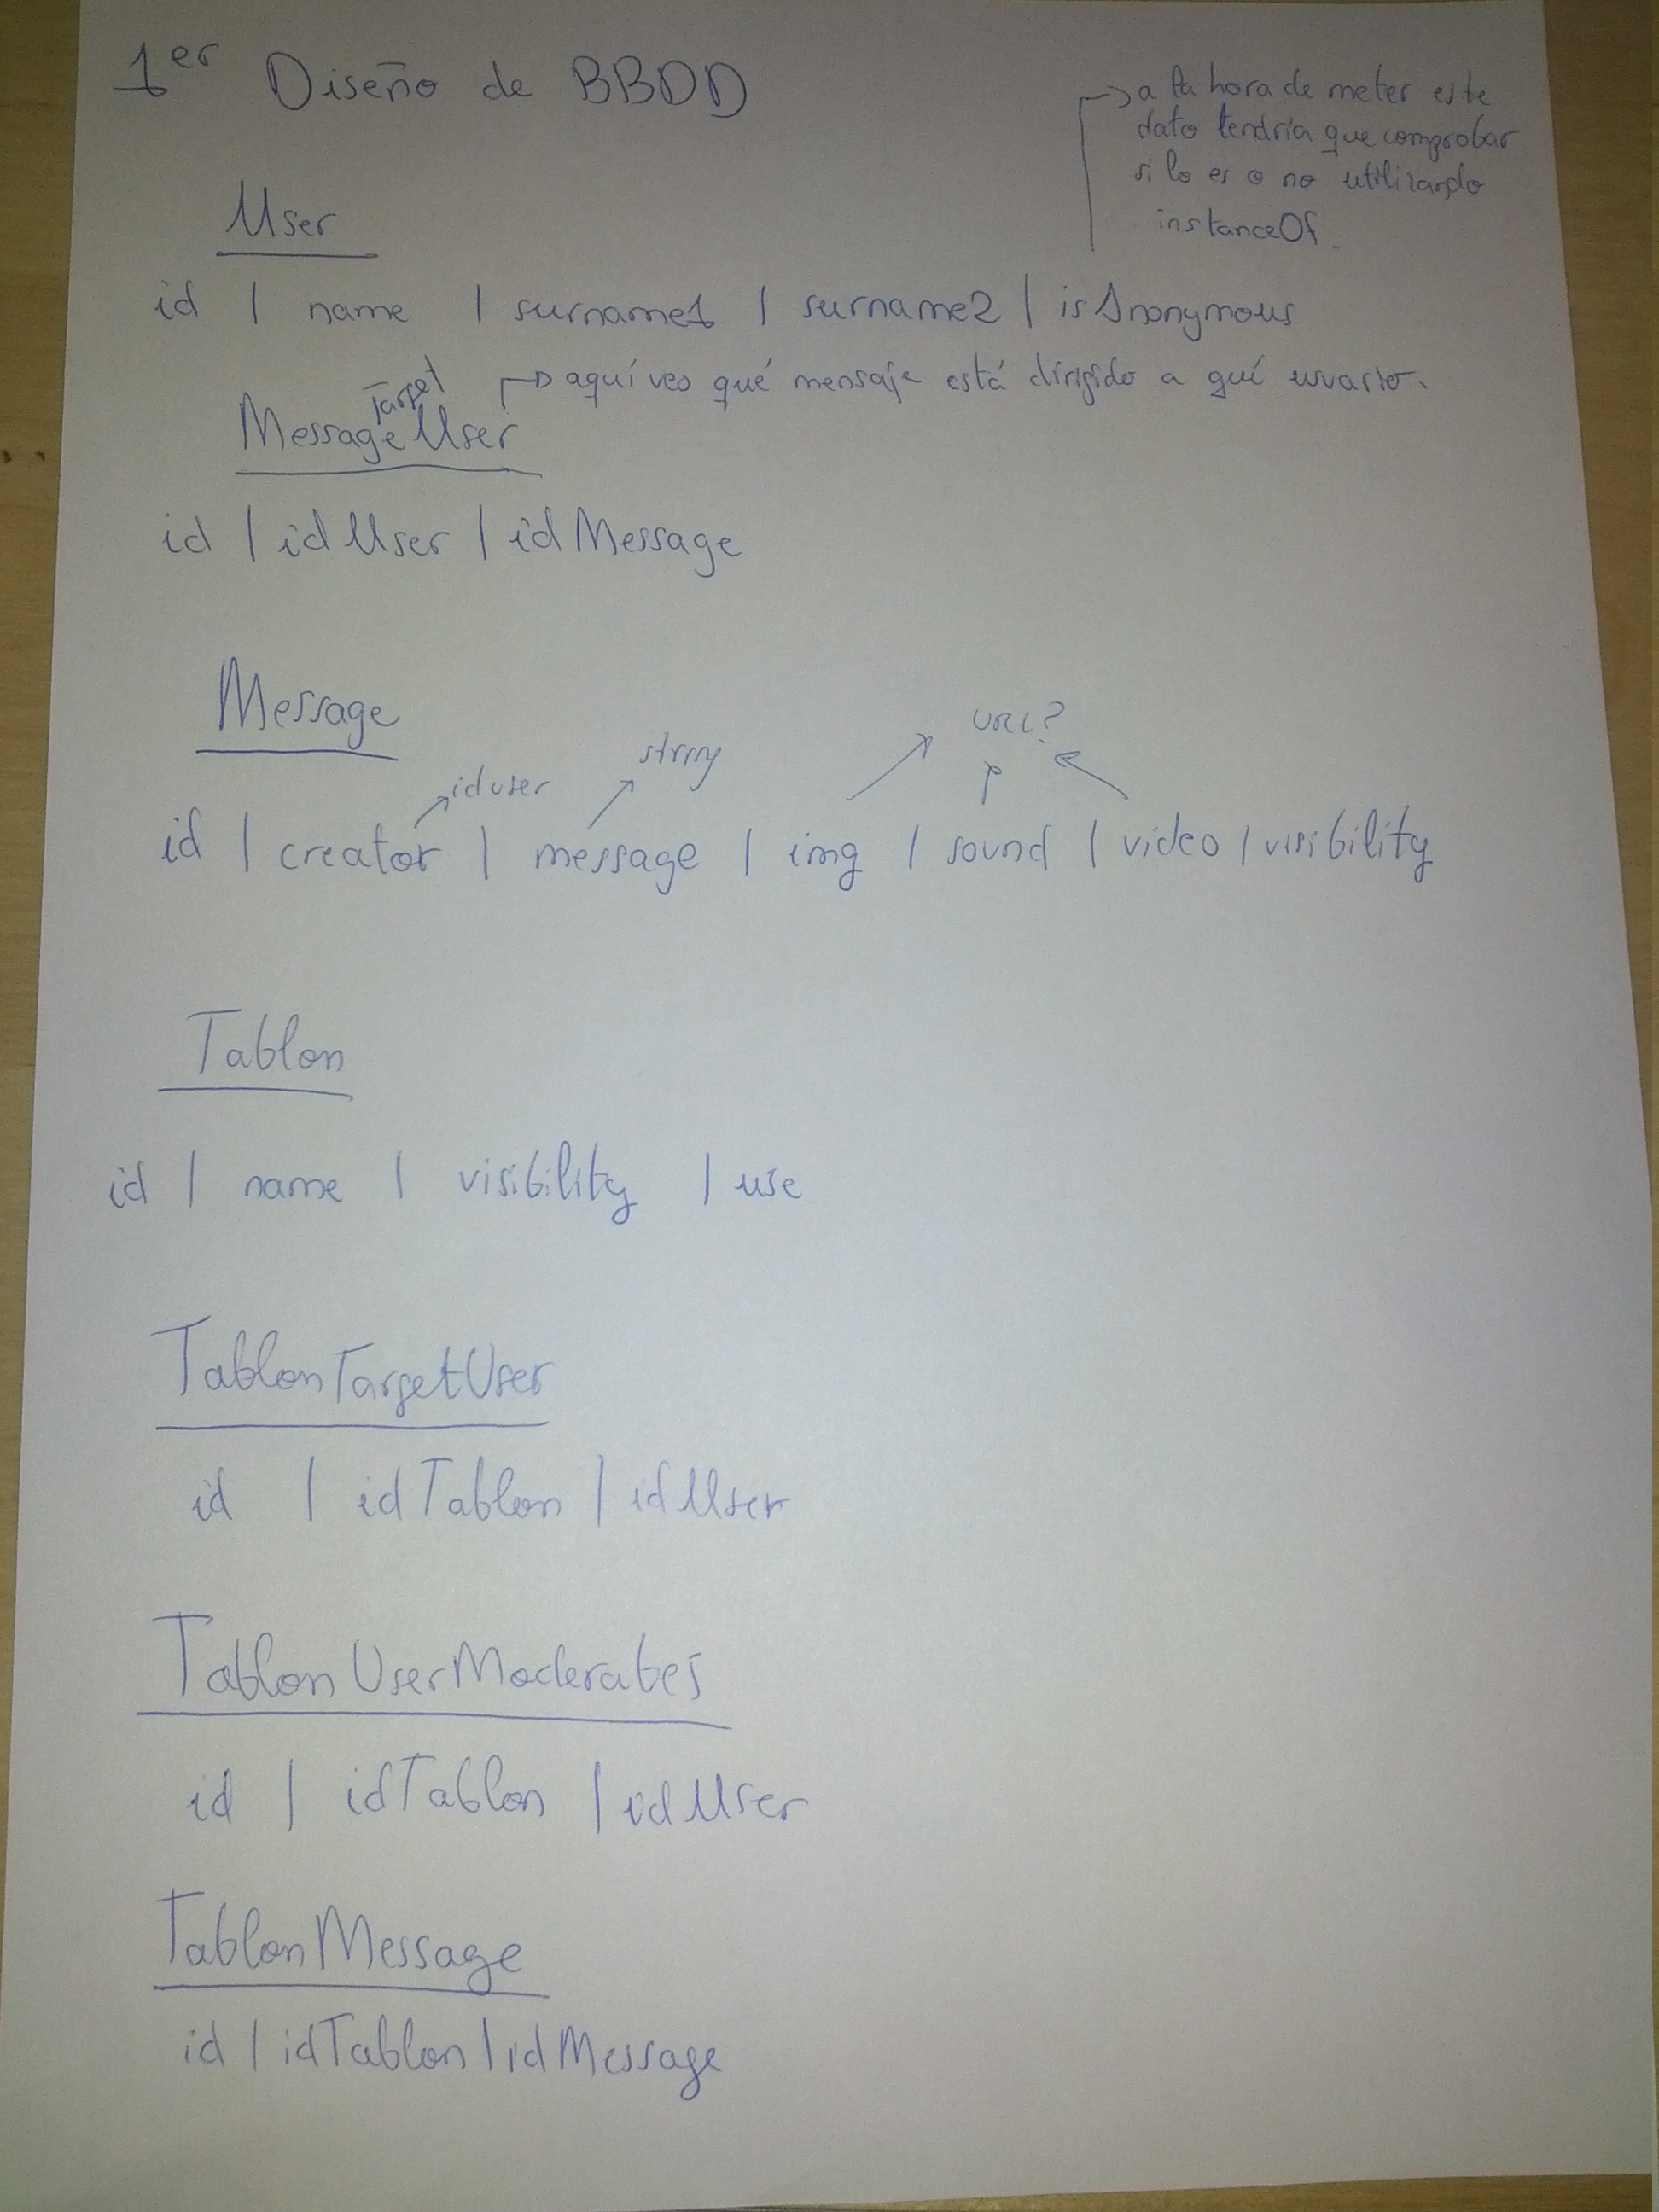 1er Diseño de BBDD
a la hora de meter este
dato tendría que comprobar
si lo es o no utilizando
instanceOf.
User
id | name | surname1 | surname2 | isAnonymous
aquí veo qué mensaje está dirigido a qué usuario.
Target
MessageUser
id | idUser | idMessage
Message
URL?
string
id user
id | creator | message | img | sound | video | visibility
Tablon
id | name | visibility | use
TablonTargetUser
id | idTablon | idUser
TablonUserModerates
id | idTablon | idUser
TablonMessage
id | idTablon | idMessage